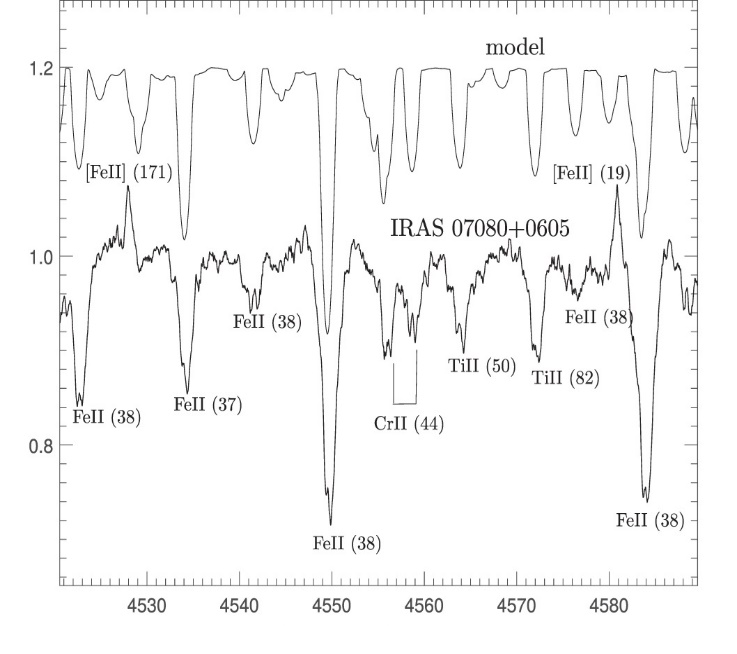 model
1.2
[FeII] (171)
[FeII] (19)
IRAS 07080+0605
1.0
FeII (38)
FeII (38)
TiII (50)
TiII (82)
FeII (38)
FeII (37)
CrII (44)
0.8
FeII (38)
FeII (38)
4530 4540 4550 4560 4570 4580